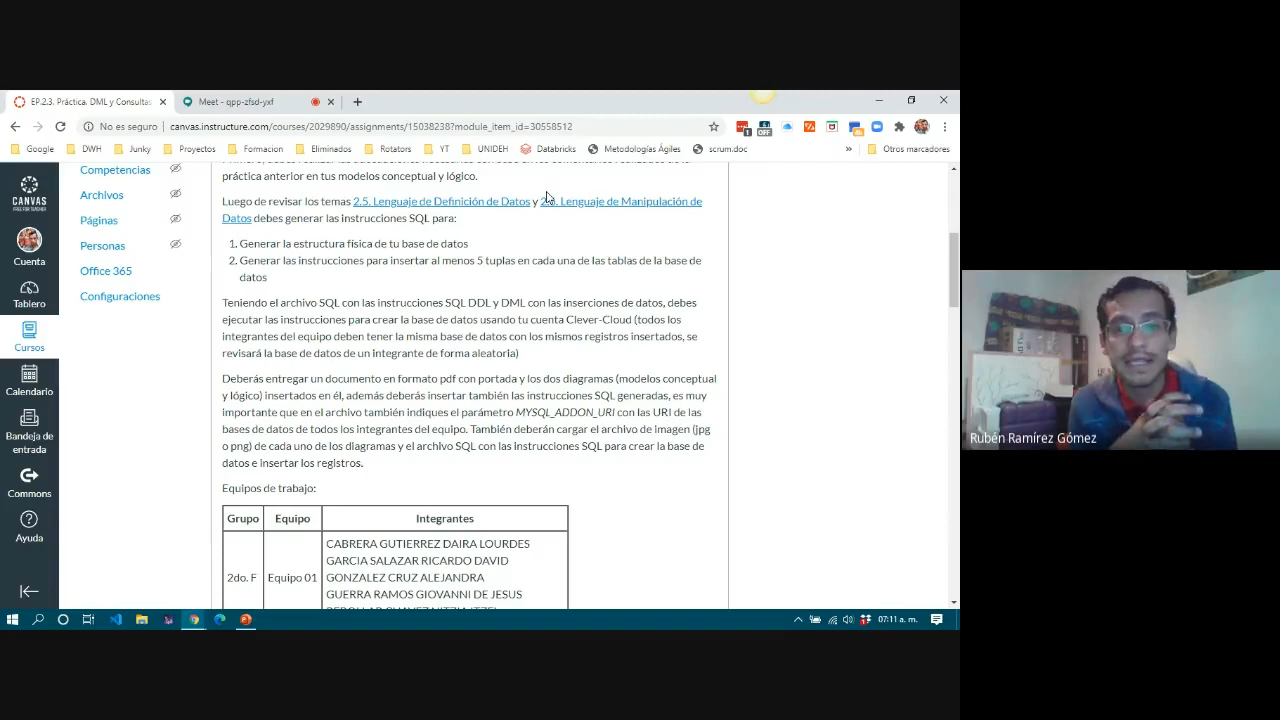 EP.2.3. Práctica. DML y Consultas
Meet - qpp-zfsd-yxf
No es seguro
canvas.instructure.com/courses/2029890/assignments/15038238?module_item_id=30558512
OFF
Google
DWH
Junky
Proyectos
Formacion
Eliminados
Rotators
YT
UNIDEH
Databricks
Metodologías Ágiles
scrum.doc
»
Otros marcadores
CANVAS
FREE FOR TEACHER
Cuenta
Tablero
Cursos
Calendario
Bandeja de
entrada
Commons
Ayuda
Competencias
Archivos
Páginas
Personas
Office 365
Configuraciones
práctica anterior en tus modelos conceptual y lógico.
Luego de revisar los temas 2.5. Lenguaje de Definición de Datos y 2.6. Lenguaje de Manipulación de
Datos debes generar las instrucciones SQL para:
1. Generar la estructura física de tu base de datos
2. Generar las instrucciones para insertar al menos 5 tuplas en cada una de las tablas de la base de
datos
Teniendo el archivo SQL con las instrucciones SQL DDL y DML con las inserciones de datos, debes
ejecutar las instrucciones para crear la base de datos usando tu cuenta Clever-Cloud (todos los
integrantes del equipo deben tener la misma base de datos con los mismos registros insertados, se
revisará la base de datos de un integrante de forma aleatoria)
Deberás entregar un documento en formato pdf con portada y los dos diagramas (modelos conceptual
y lógico) insertados en él, además deberás insertar también las instrucciones SQL generadas, es muy
importante que en el archivo también indiques el parámetro MYSQL_ADDON_URI con las URI de las
bases de datos de todos los integrantes del equipo. También deberán cargar el archivo de imagen (jpg
o png) de cada uno de los diagramas y el archivo SQL con las instrucciones SQL para crear la base de
datos e insertar los registros.
Equipos de trabajo:
Grupo Equipo Integrantes
CABRERA GUTIERREZ DAIRA LOURDES
GARCIA SALAZAR RICARDO DAVID
2do. F Equipo 01 GONZALEZ CRUZ ALEJANDRA
GUERRA RAMOS GIOVANNI DE JESUS
07:11 a. m.
Rubén Ramírez Gómez